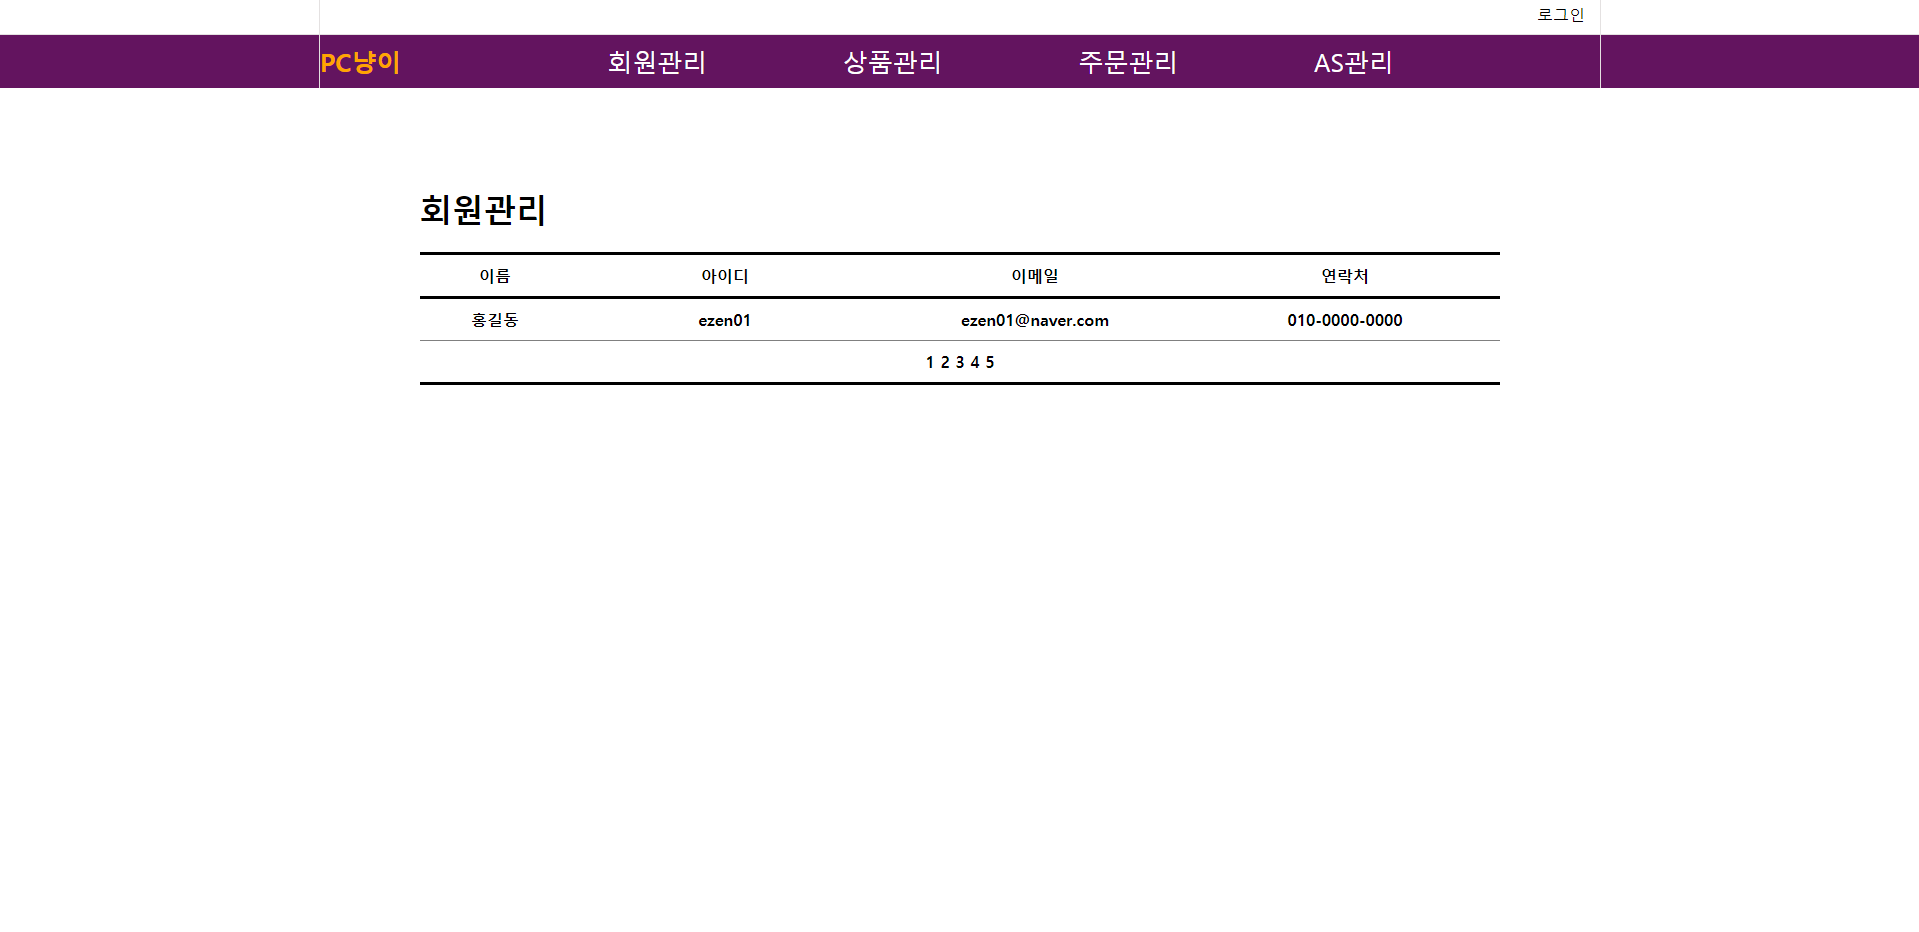 로그인
PC냥이 회원관리 상품관리 주문관리 AS관리
회원관리
이름 아이디 이메일 연락처
홍길동 ezen01 ezen01@naver.com 010-0000-0000
1 2 3 4 5